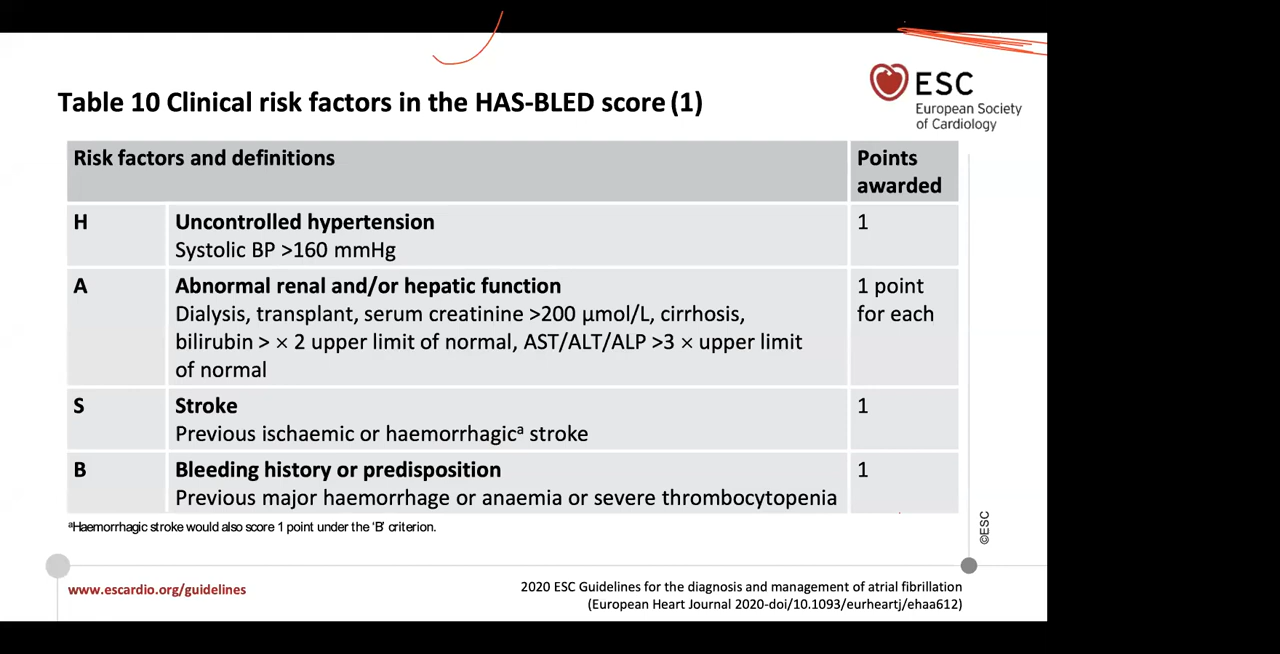 ESC
European Society
of Cardiology
Table 10 Clinical risk factors in the HAS-BLED score (1)
Risk factors and definitions
Points
awarded
H
Uncontrolled hypertension
Systolic BP >160 mmHg
1
A
Abnormal renal and/or hepatic function
Dialysis, transplant, serum creatinine >200 µmol/L, cirrhosis,
bilirubin > × 2 upper limit of normal, AST/ALT/ALP >3 × upper limit
of normal
1 point
for each
S
Stroke
Previous ischaemic or haemorrhagicᵃ stroke
1
B
Bleeding history or predisposition
Previous major haemorrhage or anaemia or severe thrombocytopenia
1
ᵃHaemorrhagic stroke would also score 1 point under the ‘B’ criterion.
©ESC
www.escardio.org/guidelines
2020 ESC Guidelines for the diagnosis and management of atrial fibrillation
(European Heart Journal 2020-doi/10.1093/eurheartj/ehaa612)